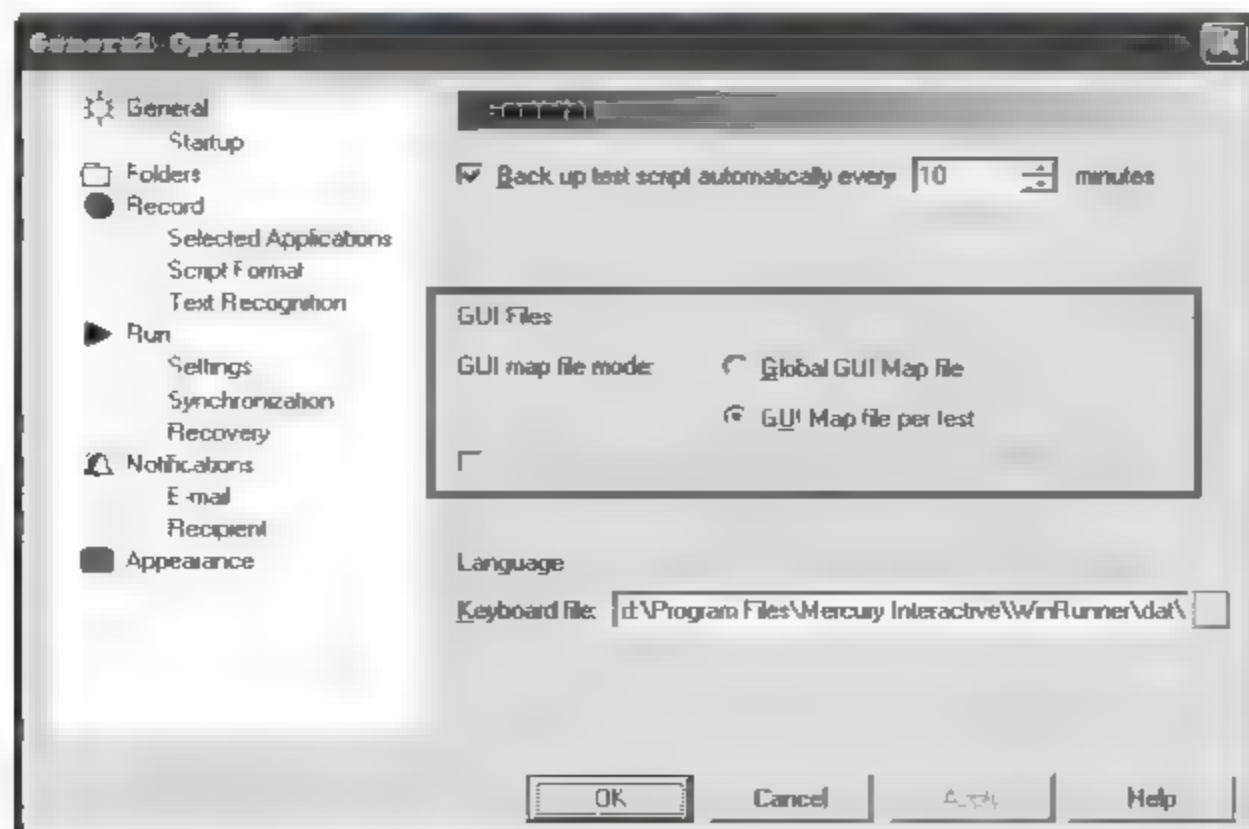 General Options
General
Startup
Folders
Record
Selected Applications
Script Format
Text Recognition
Run
Settings
Synchronization
Recovery
Notifications
E-mail
Recipient
Appearance
Back up test script automatically every 10 minutes
GUI Files
GUI map file mode: Global GUI Map file
GUI Map file per test
Language
Keyboard file: d:\Program Files\Mercury Interactive\WinRunner\dat\
OK Cancel Help